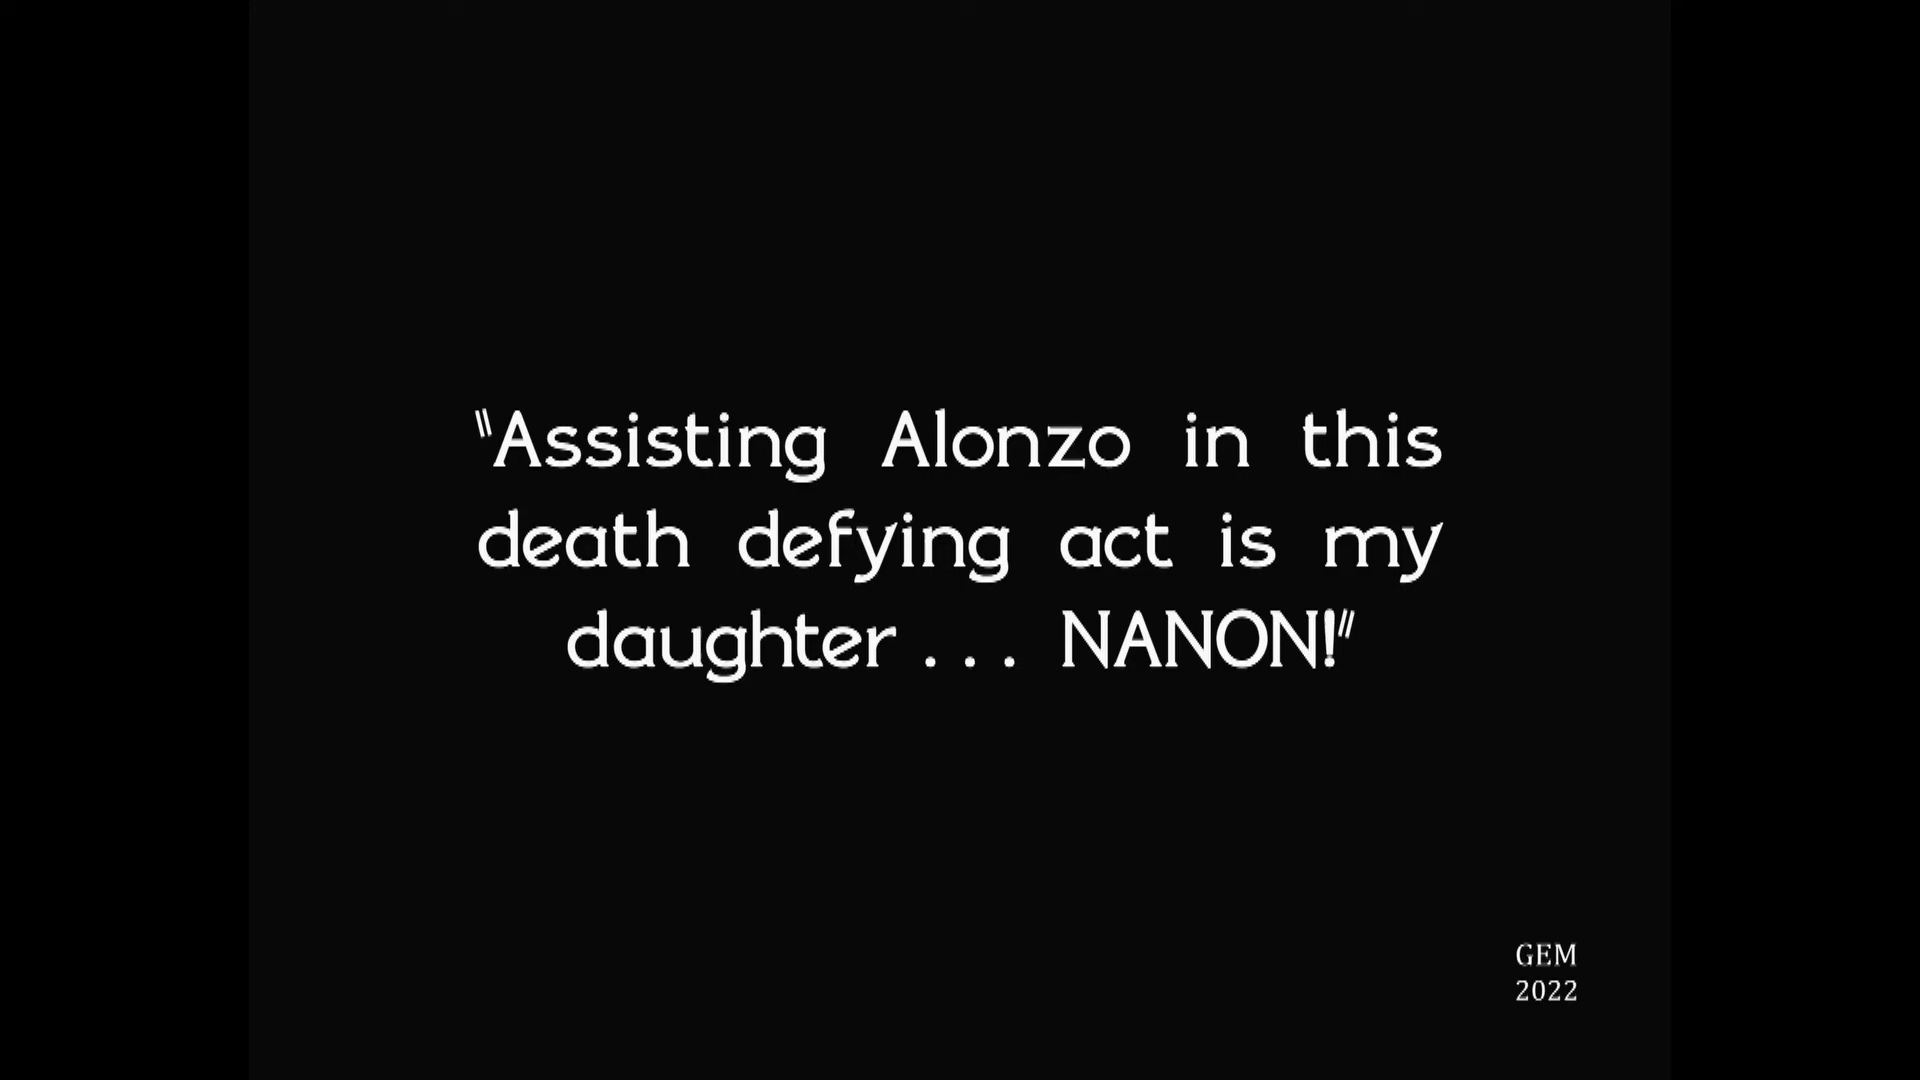 "Assisting Alonzo in this
death defying act is my
daughter . . . NANON!"
GEM
2022